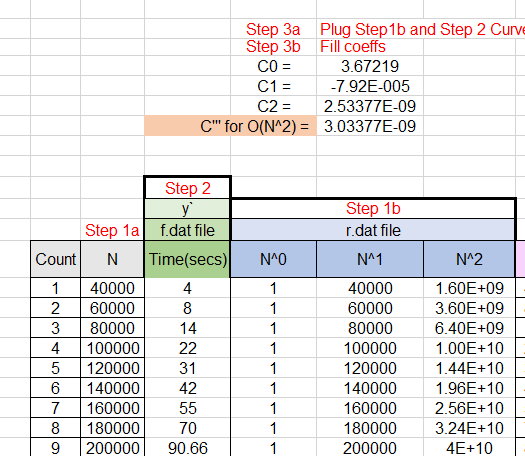 Step 3a Plug Step1b and Step 2 Curve
Step 3b Fill coeffs
C0 = 3.67219
C1 = -7.92E-005
C2 = 2.53377E-09
C''' for O(N^2) = 3.03377E-09
Step 2
y` Step 1b
Step 1a f.dat file r.dat file
Count N Time(secs) N^0 N^1 N^2
1 40000 4 1 40000 1.60E+09
2 60000 8 1 60000 3.60E+09
3 80000 14 1 80000 6.40E+09
4 100000 22 1 100000 1.00E+10
5 120000 31 1 120000 1.44E+10
6 140000 42 1 140000 1.96E+10
7 160000 55 1 160000 2.56E+10
8 180000 70 1 180000 3.24E+10
9 200000 90.66 1 200000 4E+10